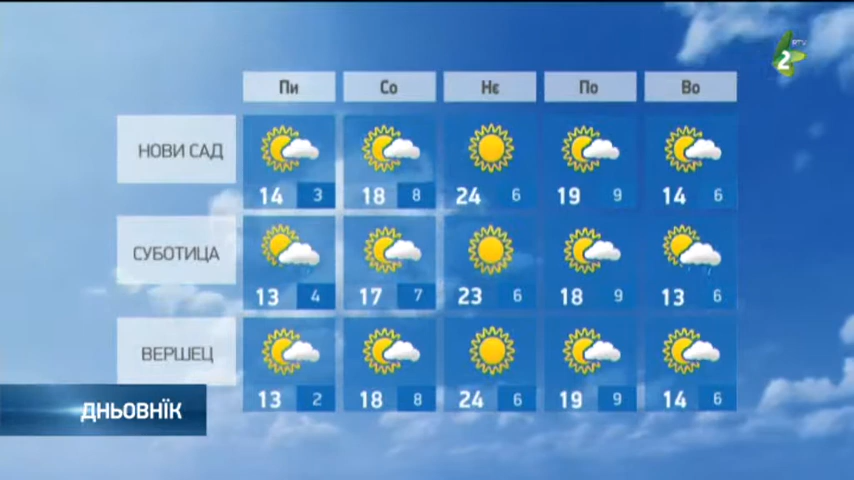 RTV
2
Пи Со Нє По Во
НОВИ САД
14 3 18 8 24 6 19 9 14 6
СУБОТИЦА
13 4 17 7 23 6 18 9 13 6
ВЕРШЕЦ
13 2 18 8 24 6 19 9 14 6
ДНЬОВНЇК